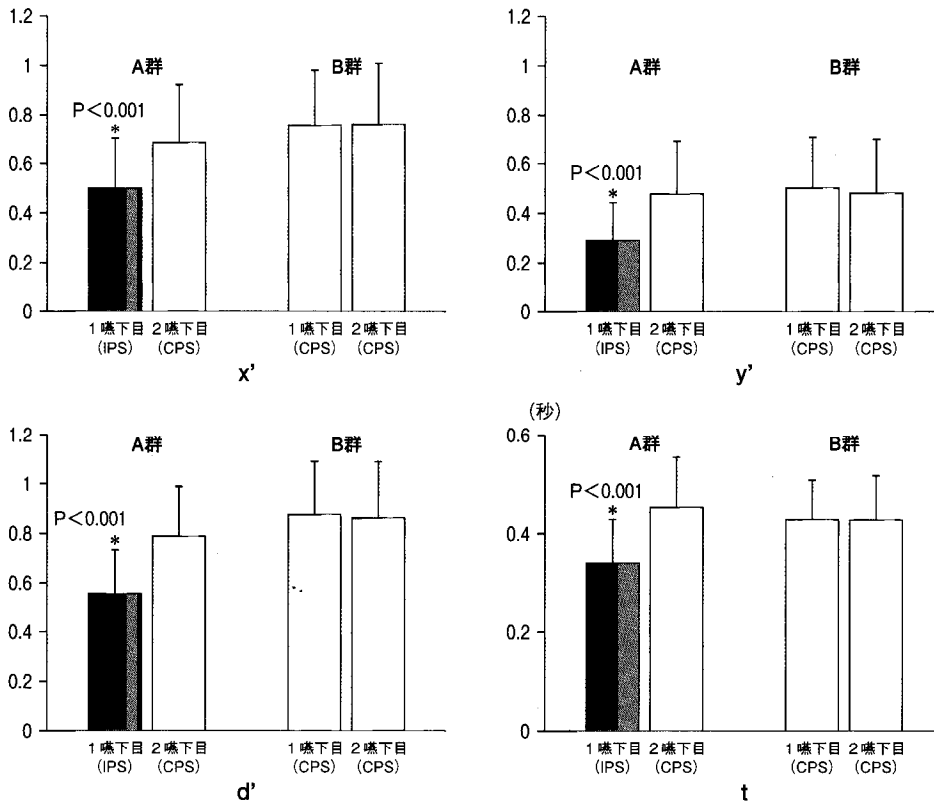 1.2
1
0.8
0.6
0.4
0.2
0
A群
B群
P<0.001
*
1嚥下目
(IPS)
2嚥下目
(CPS)
1嚥下目
(CPS)
2嚥下目
(CPS)
x'
1.2
1
0.8
0.6
0.4
0.2
0
A群
B群
P<0.001
*
1嚥下目
(IPS)
2嚥下目
(CPS)
1嚥下目
(CPS)
2嚥下目
(CPS)
y'
1.2
1
0.8
0.6
0.4
0.2
0
A群
B群
P<0.001
*
1嚥下目
(IPS)
2嚥下目
(CPS)
1嚥下目
(CPS)
2嚥下目
(CPS)
d'
(秒)
0.6
0.4
0.2
0
A群
B群
P<0.001
*
1嚥下目
(IPS)
2嚥下目
(CPS)
1嚥下目
(CPS)
2嚥下目
(CPS)
t